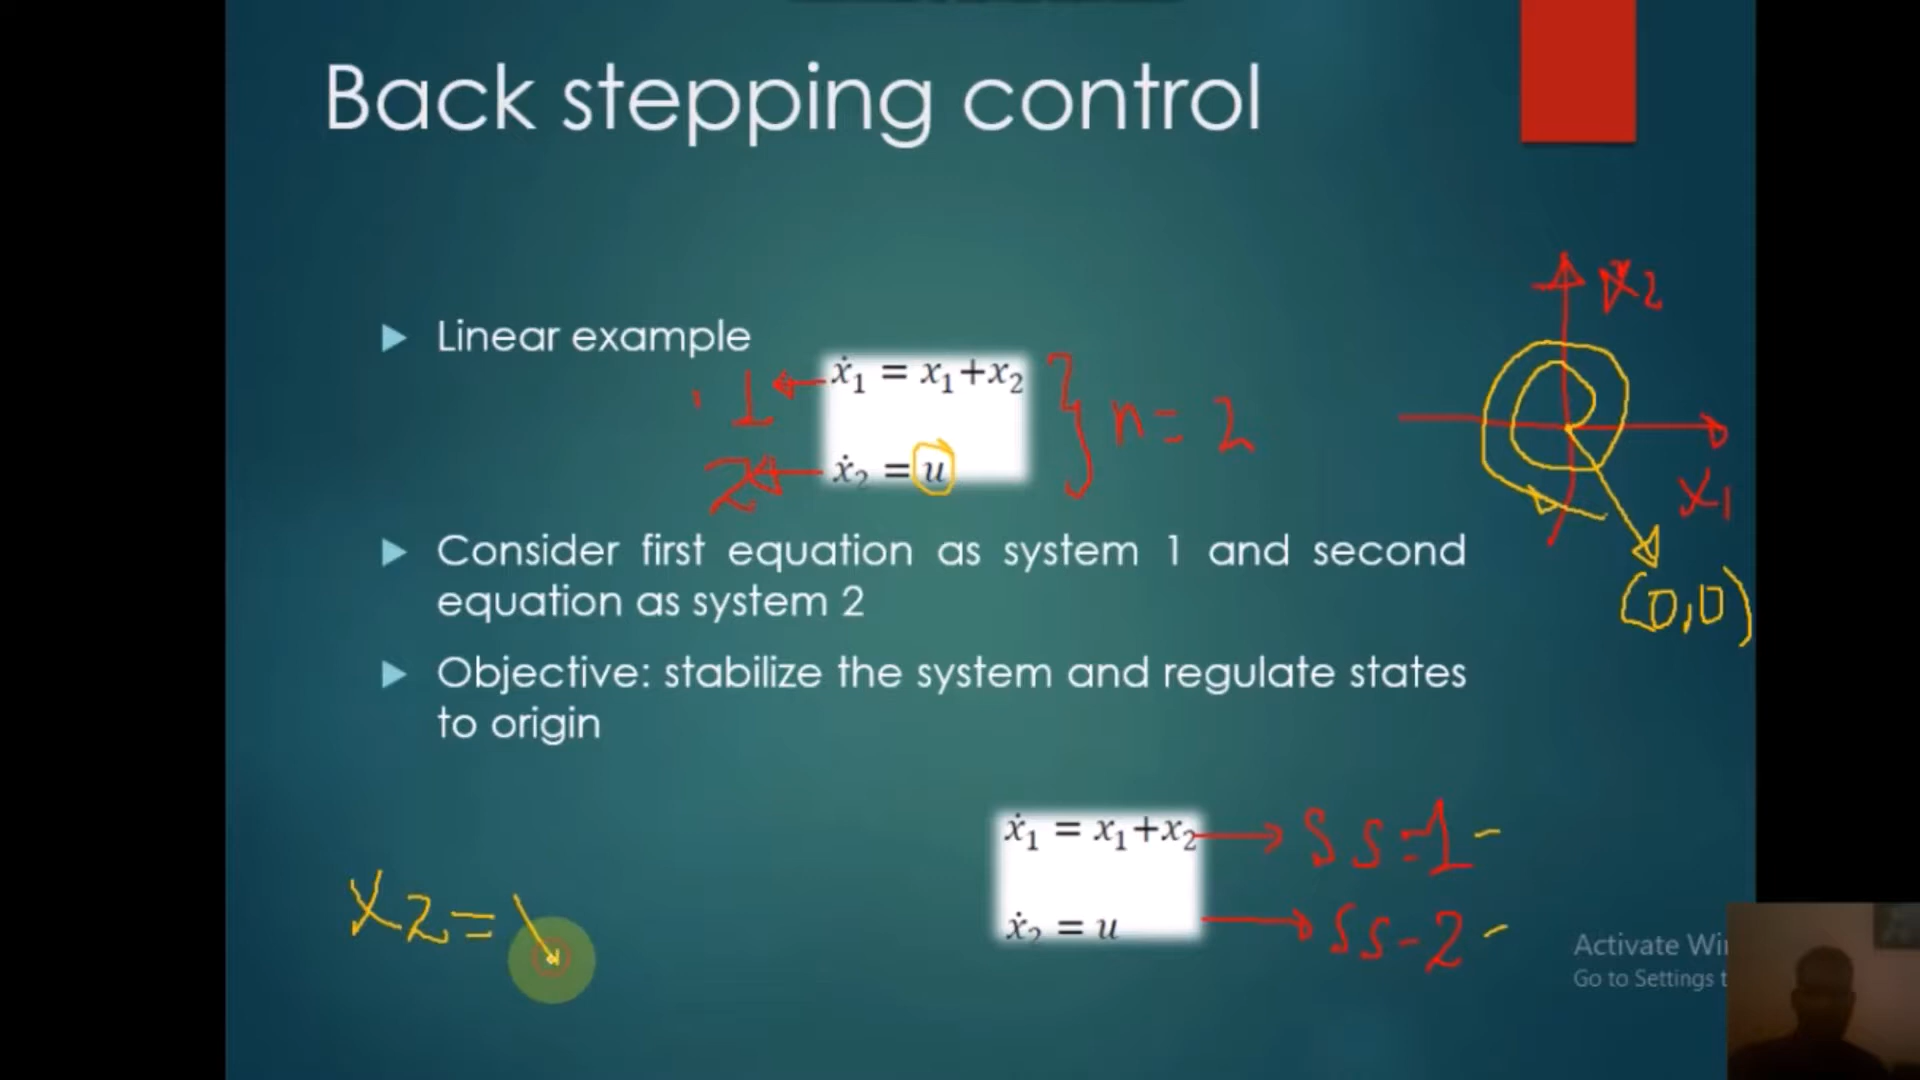 Back stepping control
Linear example
ẋ₁ = x₁+x₂
1
n = 2
ẋ₂ = u
2
x₂
x₁
(0,0)
Consider first equation as system 1 and second
equation as system 2
Objective: stabilize the system and regulate states
to origin
ẋ₁ = x₁+x₂
SS-1
ẋ₂ = u
SS-2
x₂ =
Activate Wi
Go to Settings t